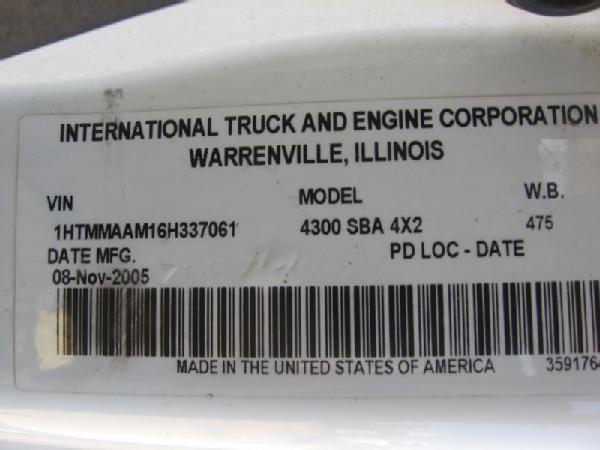 INTERNATIONAL TRUCK AND ENGINE CORPORATION
WARRENVILLE, ILLINOIS
VIN MODEL W.B.
1HTMMAAM16H337061 4300 SBA 4X2 475
DATE MFG. PD LOC - DATE
08-Nov-2005
MADE IN THE UNITED STATES OF AMERICA 359176